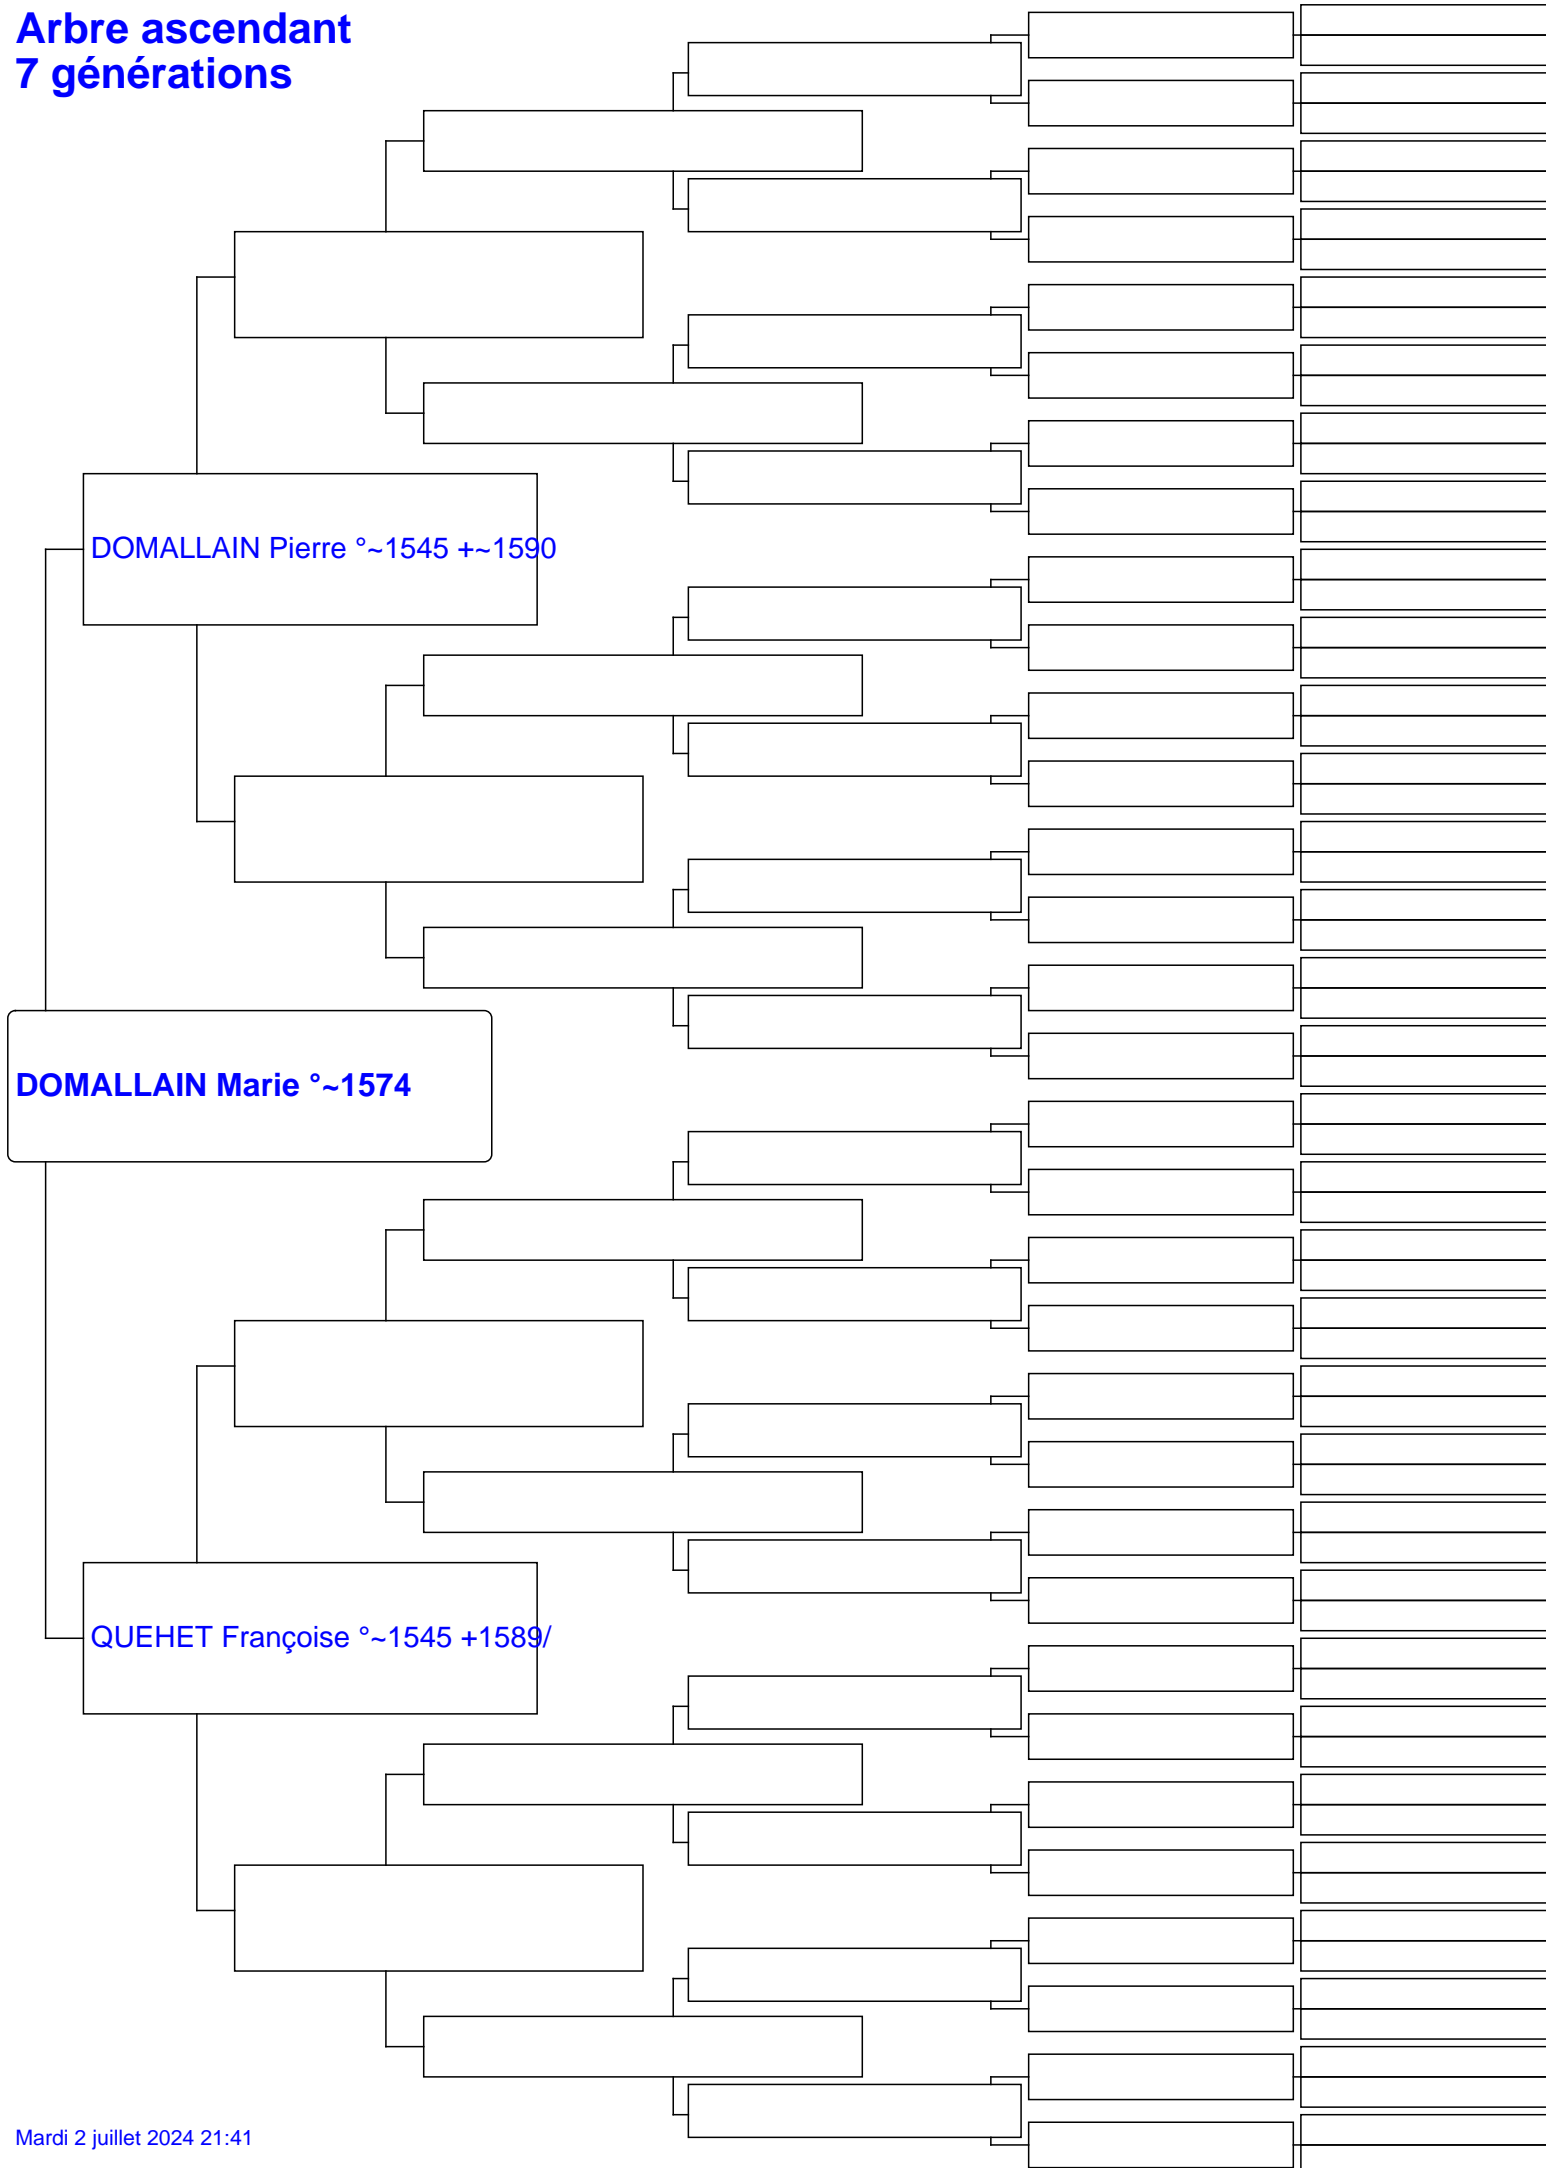 Arbre ascendant
7 générations
DOMALLAIN Pierre °~1545 +~1590
DOMALLAIN Marie °~1574
QUEHET Françoise °~1545 +1589/
Mardi 2 juillet 2024 21:41